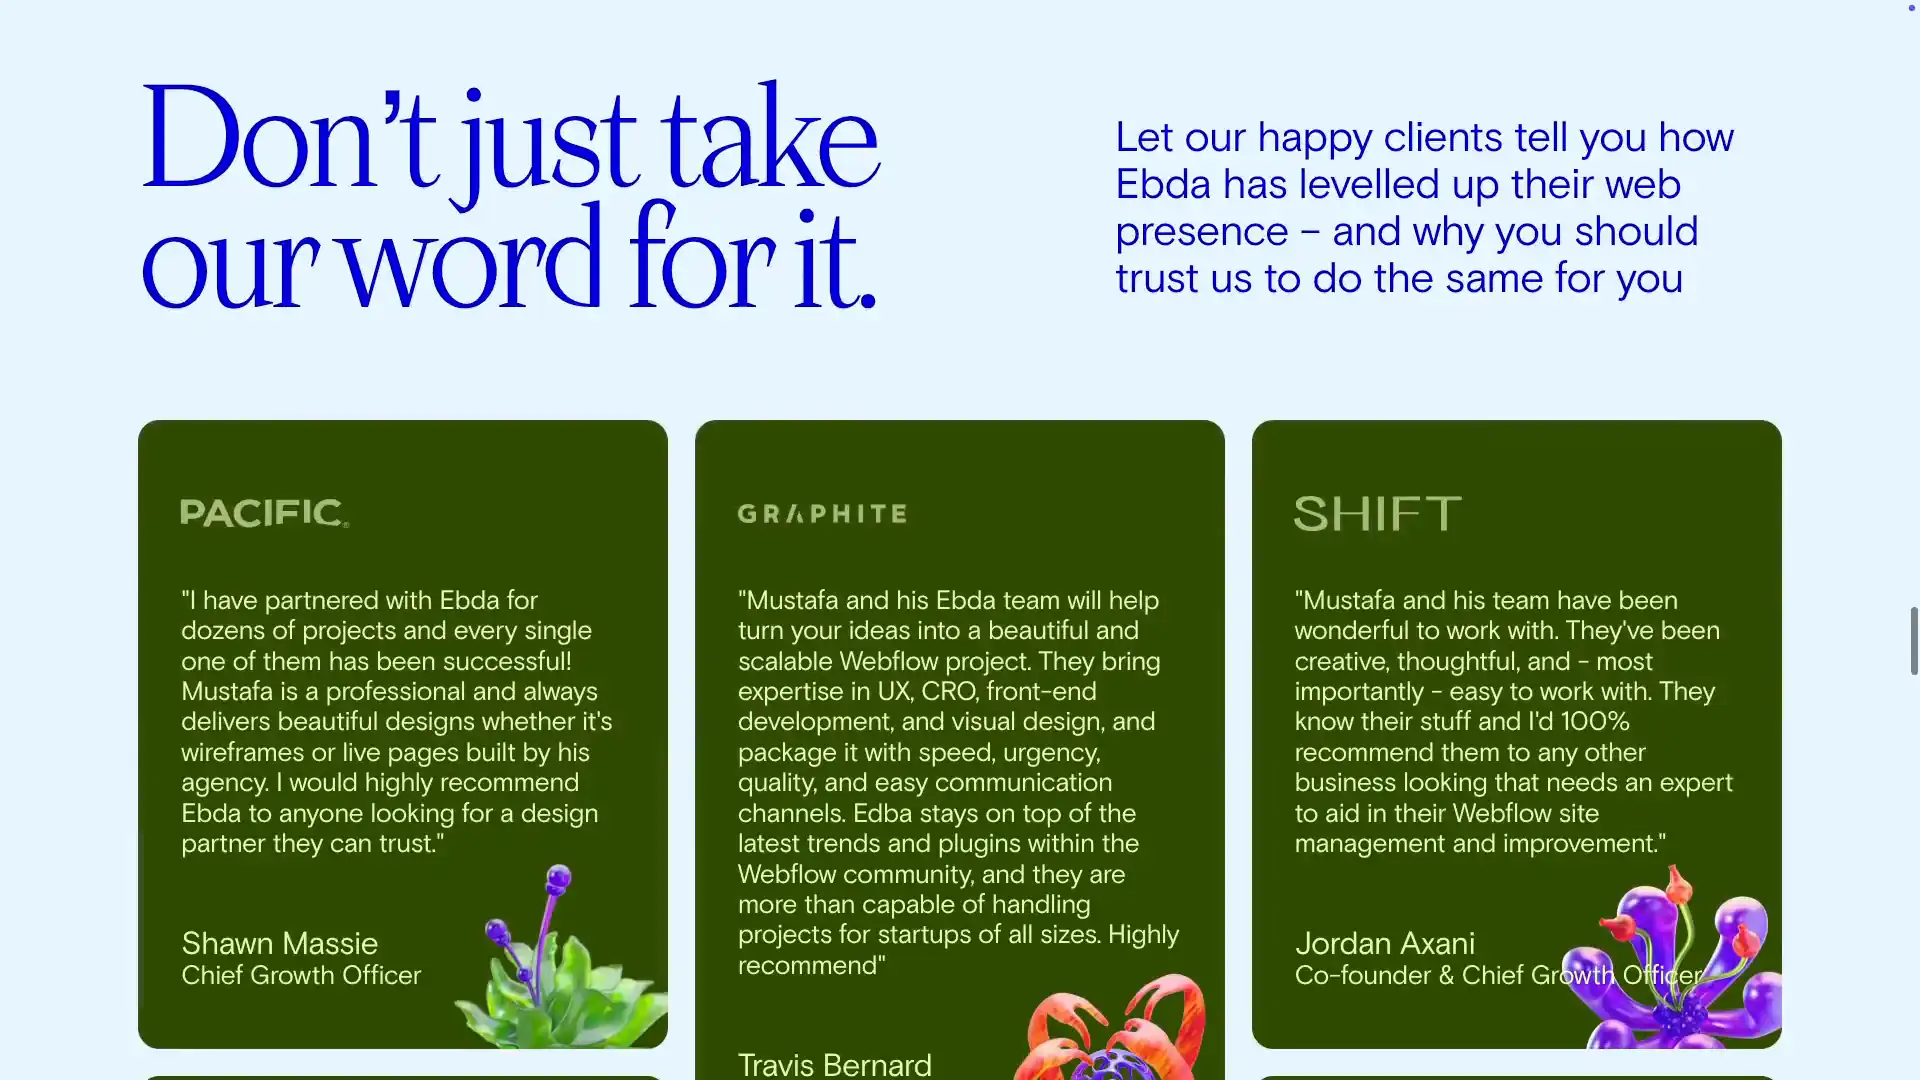 Don't just take
our word for it.
Let our happy clients tell you how
Ebda has levelled up their web
presence – and why you should
trust us to do the same for you
PACIFIC®
"I have partnered with Ebda for
dozens of projects and every single
one of them has been successful!
Mustafa is a professional and always
delivers beautiful designs whether it's
wireframes or live pages built by his
agency. I would highly recommend
Ebda to anyone looking for a design
partner they can trust."
Shawn Massie
Chief Growth Officer
GRAPHITE
"Mustafa and his Ebda team will help
turn your ideas into a beautiful and
scalable Webflow project. They bring
expertise in UX, CRO, front-end
development, and visual design, and
package it with speed, urgency,
quality, and easy communication
channels. Edba stays on top of the
latest trends and plugins within the
Webflow community, and they are
more than capable of handling
projects for startups of all sizes. Highly
recommend"
Travis Bernard
SHIFT
"Mustafa and his team have been
wonderful to work with. They've been
creative, thoughtful, and – most
importantly – easy to work with. They
know their stuff and I'd 100%
recommend them to any other
business looking that needs an expert
to aid in their Webflow site
management and improvement."
Jordan Axani
Co-founder & Chief Growth Officer